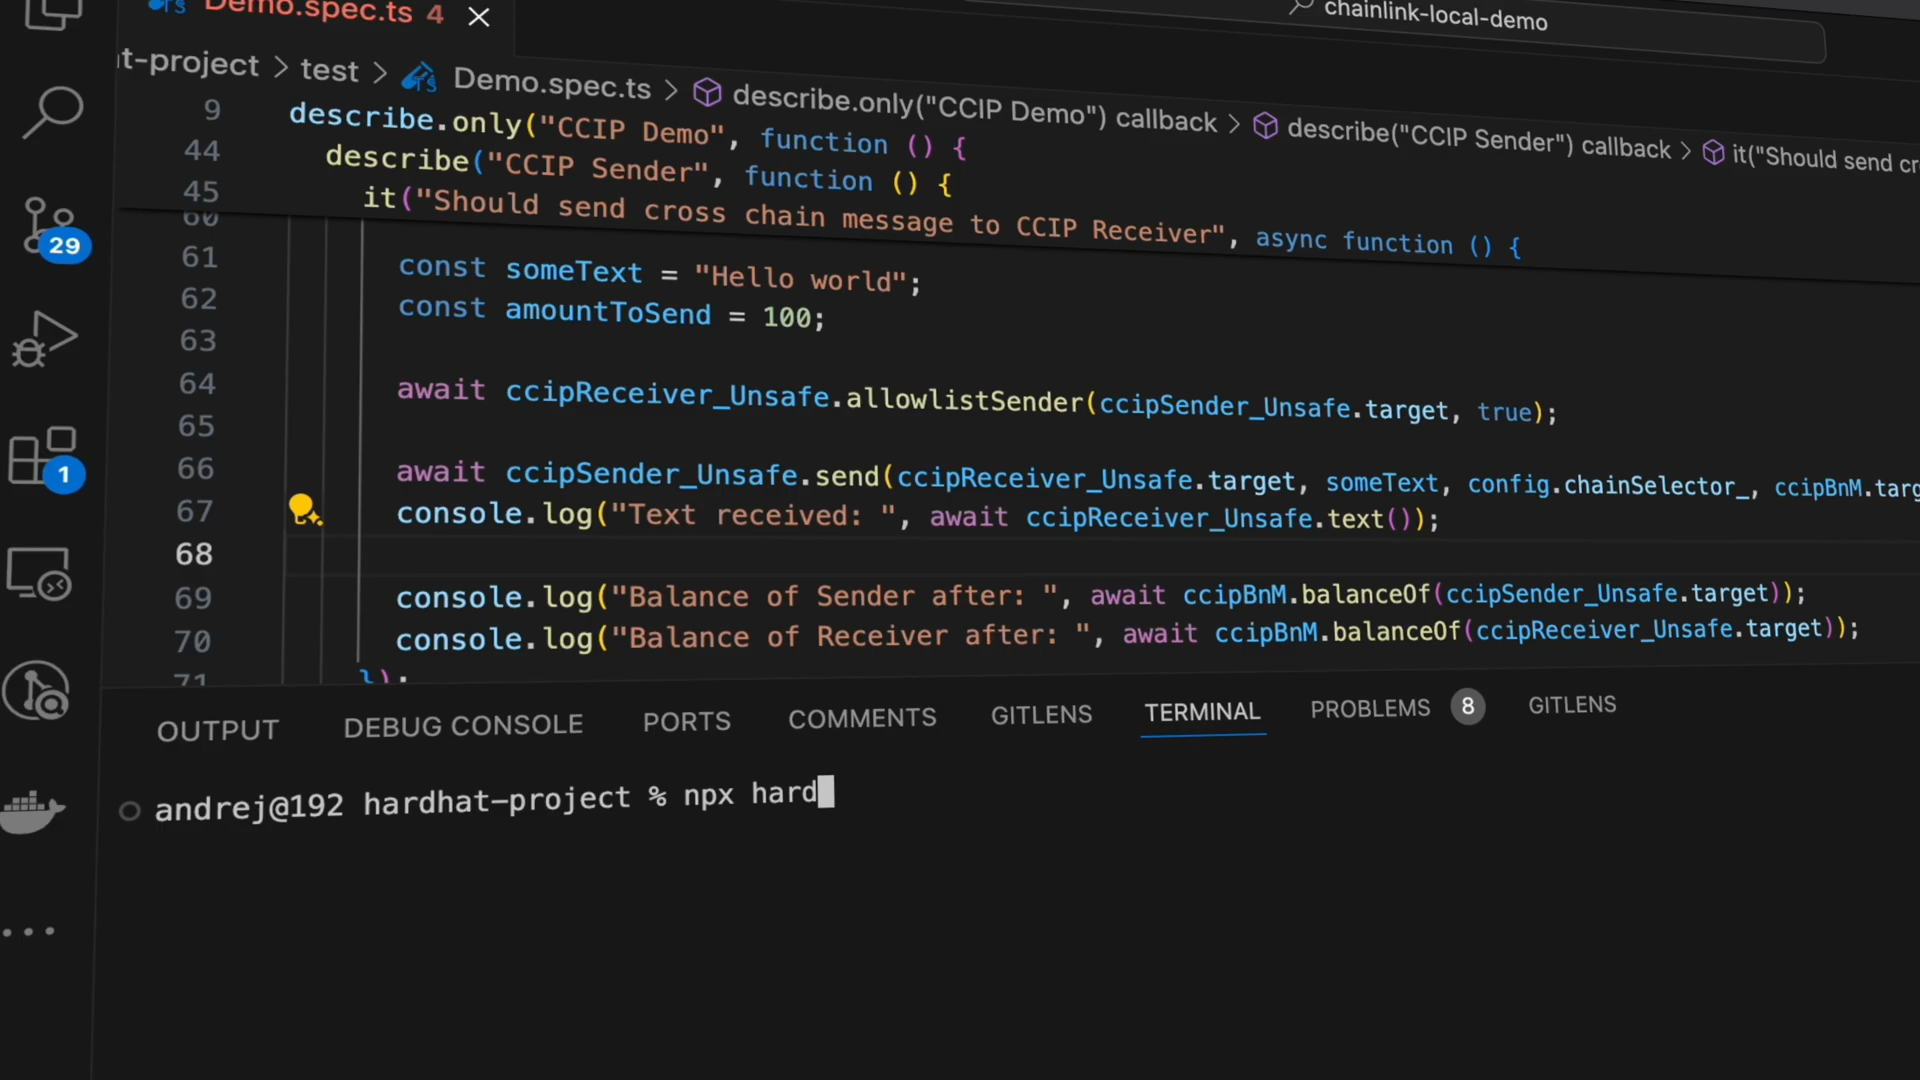 Demo.spec.ts 4
chainlink-local-demo
t-project > test > TS Demo.spec.ts > describe.only("CCIP Demo") callback > describe("CCIP Sender") callback > it("Should send cr
9 describe.only("CCIP Demo", function () {
44 describe("CCIP Sender", function () {
45 it("Should send cross chain message to CCIP Receiver", async function () {
60
61 const someText = "Hello world";
62 const amountToSend = 100;
63
64 await ccipReceiver_Unsafe.allowlistSender(ccipSender_Unsafe.target, true);
65
66 await ccipSender_Unsafe.send(ccipReceiver_Unsafe.target, someText, config.chainSelector_, ccipBnM.targ
67 console.log("Text received: ", await ccipReceiver_Unsafe.text());
68
69 console.log("Balance of Sender after: ", await ccipBnM.balanceOf(ccipSender_Unsafe.target));
70 console.log("Balance of Receiver after: ", await ccipBnM.balanceOf(ccipReceiver_Unsafe.target));
71 });
29
1
OUTPUT DEBUG CONSOLE PORTS COMMENTS GITLENS TERMINAL PROBLEMS 8 GITLENS
andrej@192 hardhat-project % npx hard